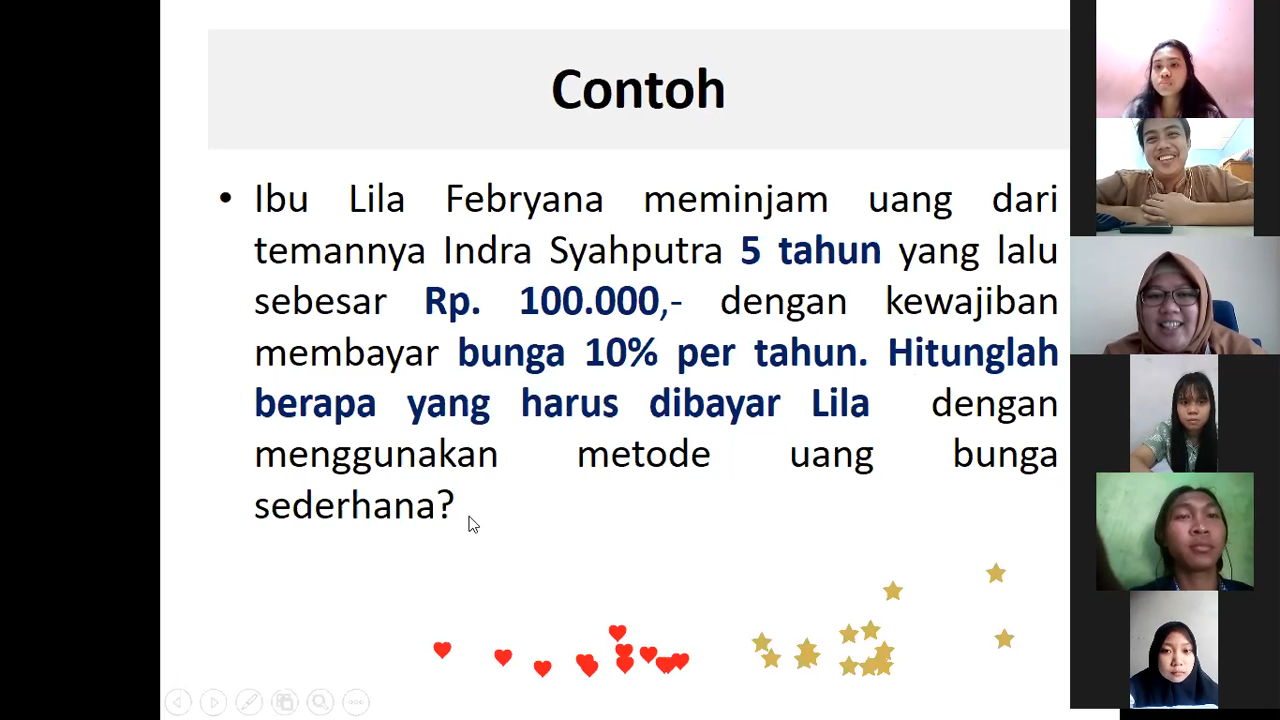 Contoh
• Ibu Lila Febryana meminjam uang dari
temannya Indra Syahputra 5 tahun yang lalu
sebesar Rp. 100.000,- dengan kewajiban
membayar bunga 10% per tahun. Hitunglah
berapa yang harus dibayar Lila dengan
menggunakan metode uang bunga
sederhana?